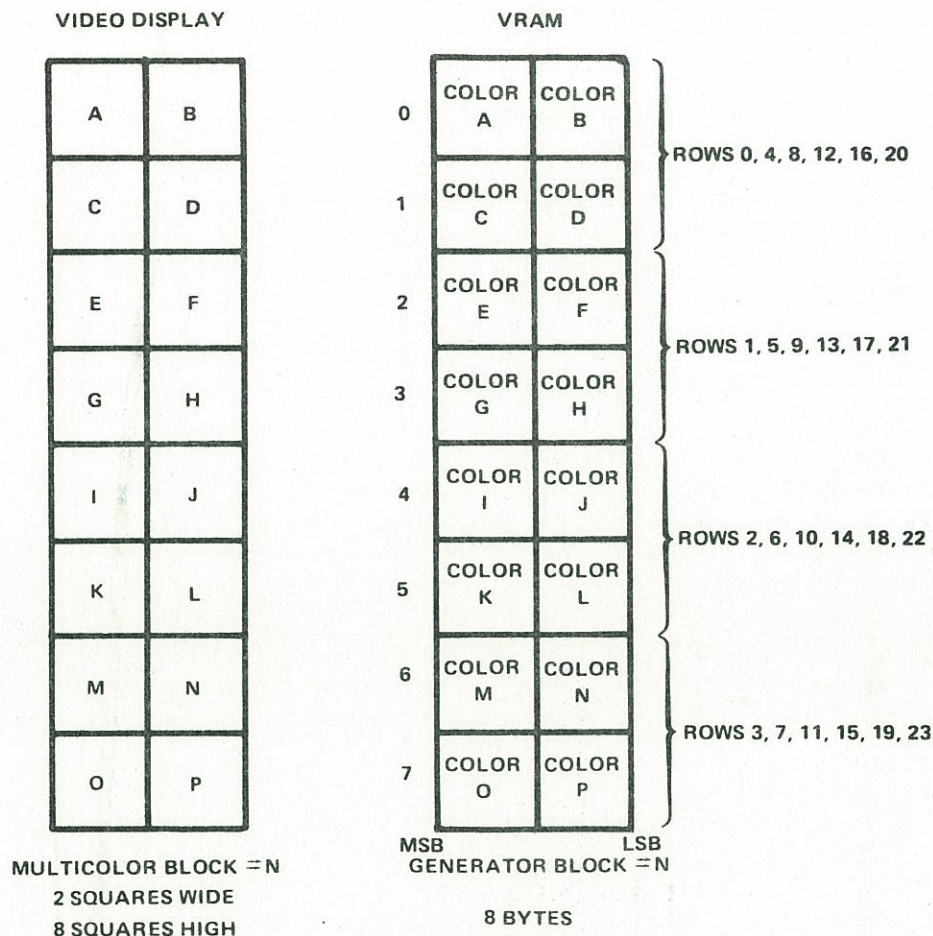 VIDEO DISPLAY
VRAM
A B
C D
E F
G H
I J
K L
M N
O P
0
COLOR A
COLOR B
1
COLOR C
COLOR D
2
COLOR E
COLOR F
3
COLOR G
COLOR H
4
COLOR I
COLOR J
5
COLOR K
COLOR L
6
COLOR M
COLOR N
7
COLOR O
COLOR P
ROWS 0, 4, 8, 12, 16, 20
ROWS 1, 5, 9, 13, 17, 21
ROWS 2, 6, 10, 14, 18, 22
ROWS 3, 7, 11, 15, 19, 23
MULTICOLOR BLOCK =N
2 SQUARES WIDE
8 SQUARES HIGH
MSB LSB
GENERATOR BLOCK =N
8 BYTES